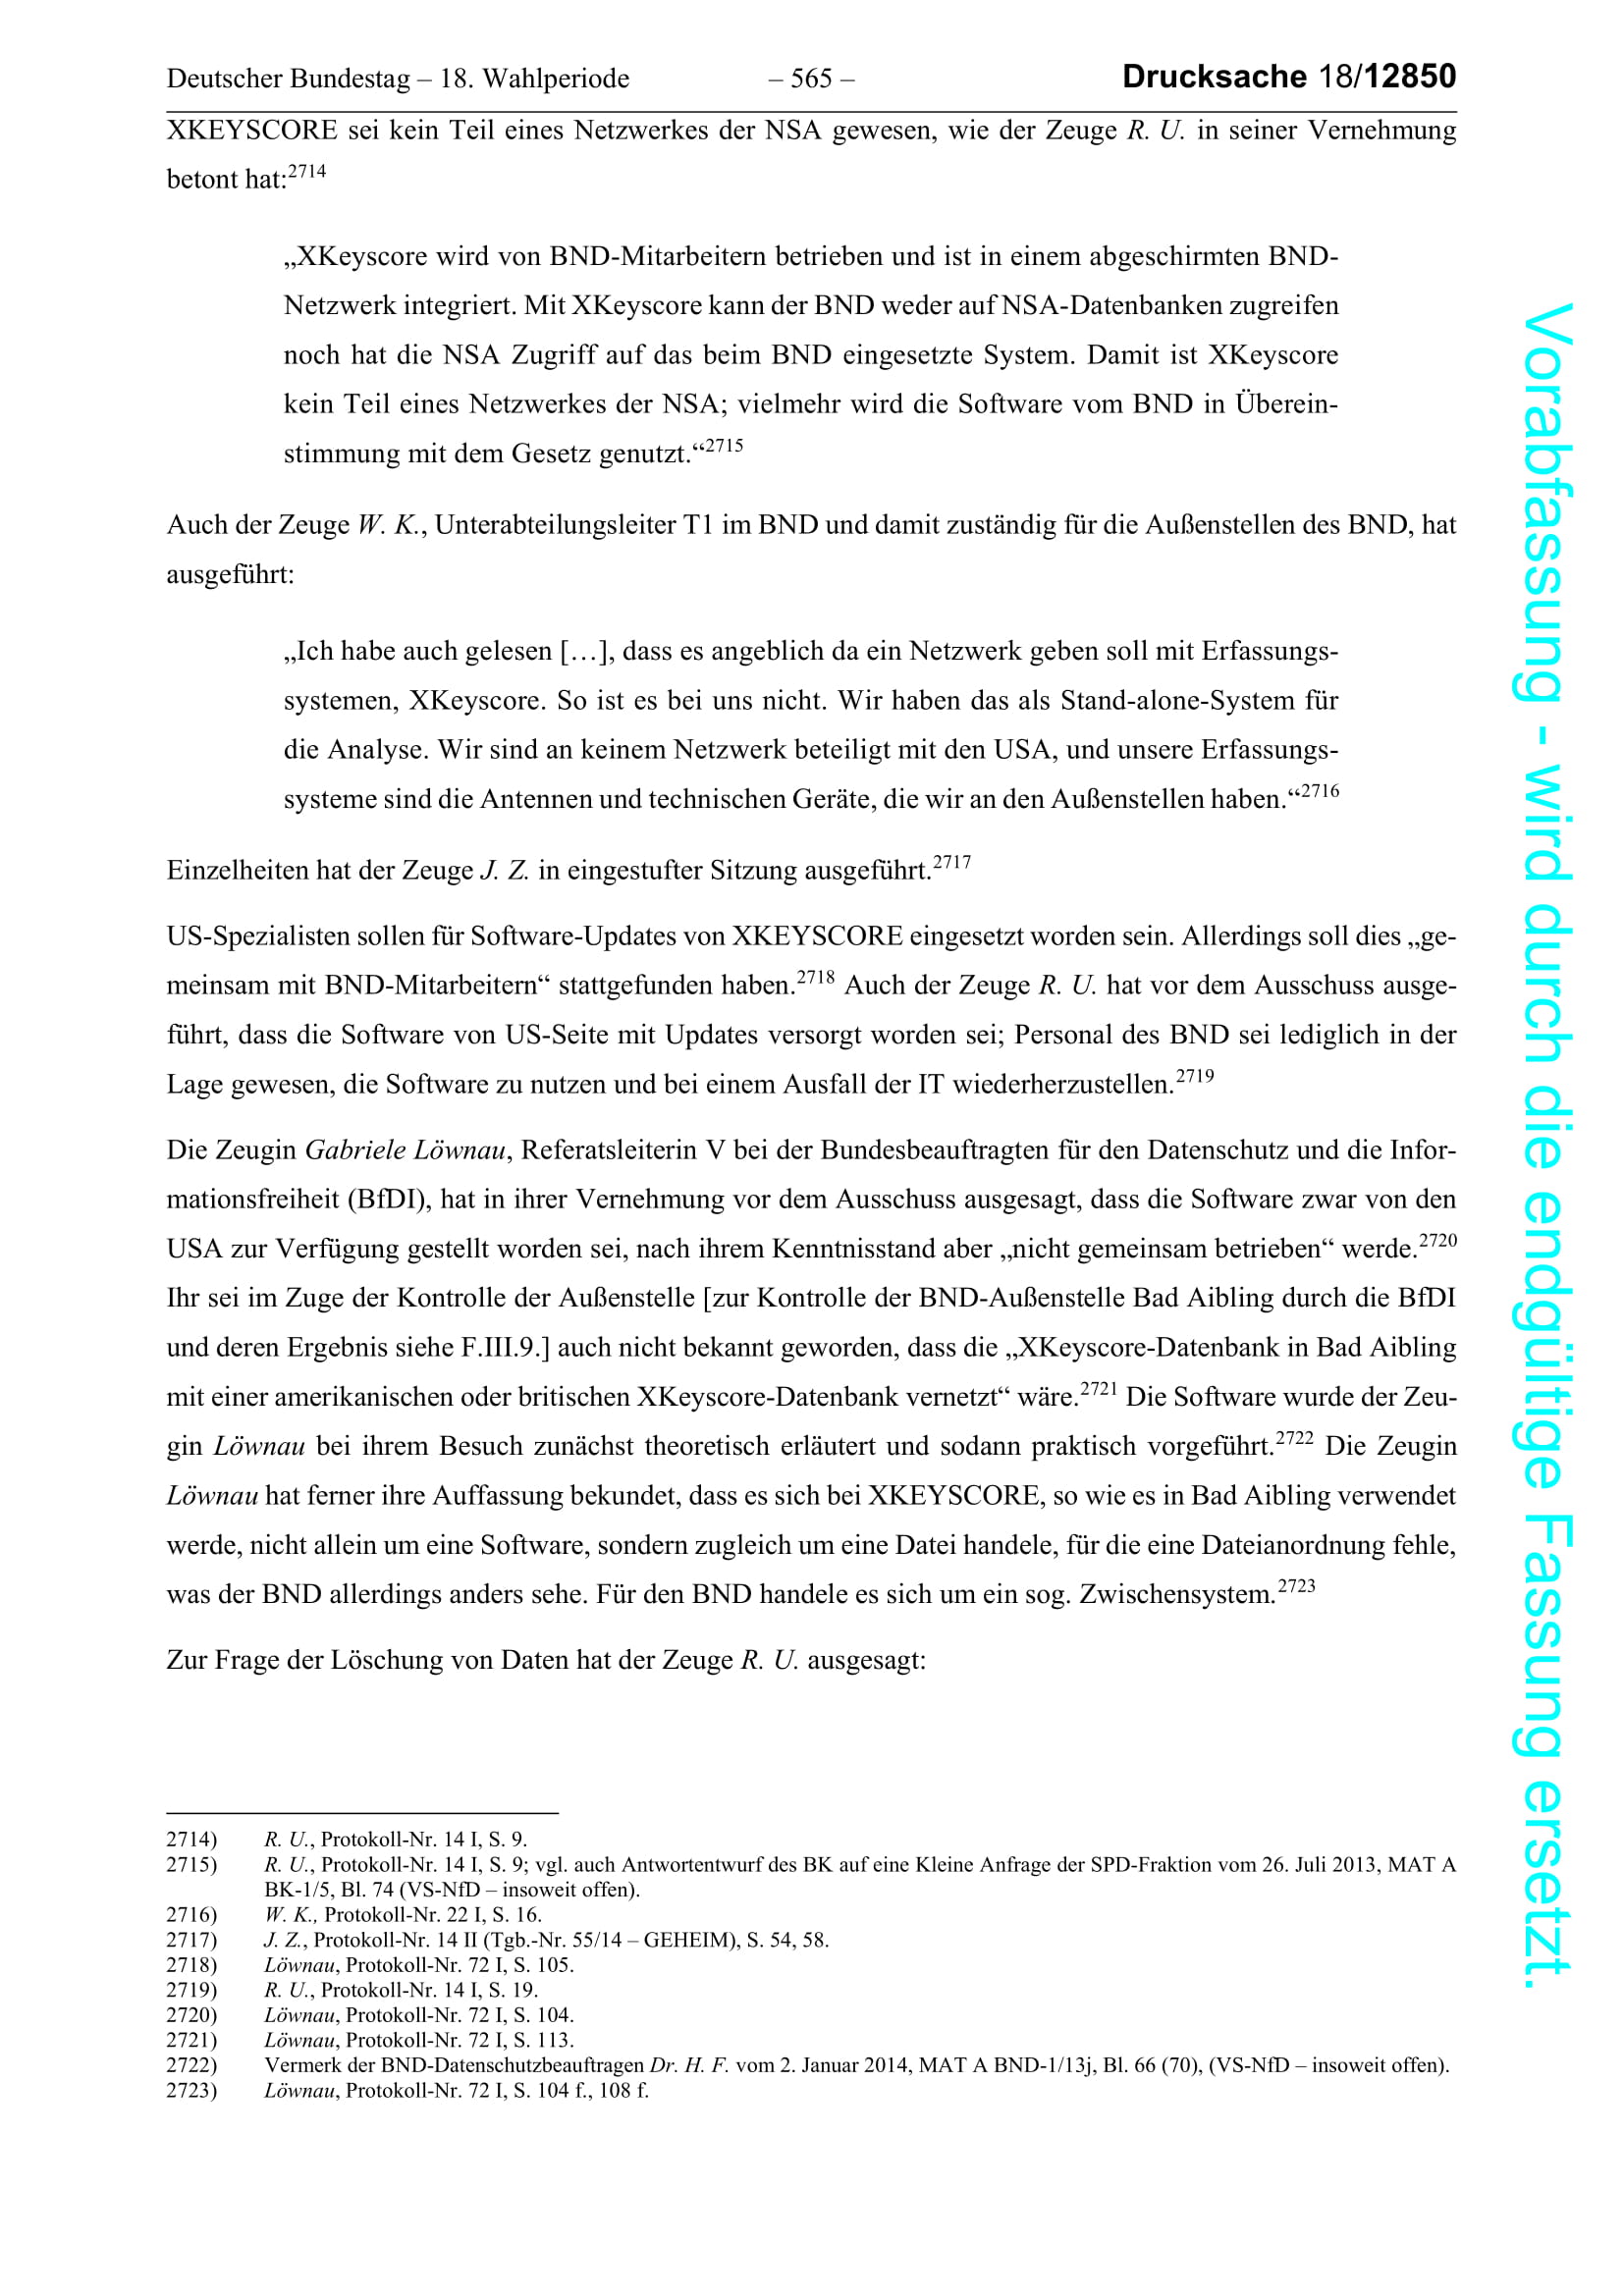 Deutscher Bundestag – 18. Wahlperiode – 565 – Drucksache 18/12850
XKEYSCORE sei kein Teil eines Netzwerkes der NSA gewesen, wie der Zeuge R. U. in seiner Vernehmung
betont hat:2714
„XKeyscore wird von BND-Mitarbeitern betrieben und ist in einem abgeschirmten BND-
Netzwerk integriert. Mit XKeyscore kann der BND weder auf NSA-Datenbanken zugreifen
noch hat die NSA Zugriff auf das beim BND eingesetzte System. Damit ist XKeyscore
kein Teil eines Netzwerkes der NSA; vielmehr wird die Software vom BND in Überein-
stimmung mit dem Gesetz genutzt.“2715
Auch der Zeuge W. K., Unterabteilungsleiter T1 im BND und damit zuständig für die Außenstellen des BND, hat
ausgeführt:
„Ich habe auch gelesen […], dass es angeblich da ein Netzwerk geben soll mit Erfassungs-
systemen, XKeyscore. So ist es bei uns nicht. Wir haben das als Stand-alone-System für
die Analyse. Wir sind an keinem Netzwerk beteiligt mit den USA, und unsere Erfassungs-
systeme sind die Antennen und technischen Geräte, die wir an den Außenstellen haben.“2716
Einzelheiten hat der Zeuge J. Z. in eingestufter Sitzung ausgeführt.2717
US-Spezialisten sollen für Software-Updates von XKEYSCORE eingesetzt worden sein. Allerdings soll dies „ge-
meinsam mit BND-Mitarbeitern“ stattgefunden haben.2718 Auch der Zeuge R. U. hat vor dem Ausschuss ausge-
führt, dass die Software von US-Seite mit Updates versorgt worden sei; Personal des BND sei lediglich in der
Lage gewesen, die Software zu nutzen und bei einem Ausfall der IT wiederherzustellen.2719
Die Zeugin Gabriele Löwnau, Referatsleiterin V bei der Bundesbeauftragten für den Datenschutz und die Infor-
mationsfreiheit (BfDI), hat in ihrer Vernehmung vor dem Ausschuss ausgesagt, dass die Software zwar von den
USA zur Verfügung gestellt worden sei, nach ihrem Kenntnisstand aber „nicht gemeinsam betrieben“ werde.2720
Ihr sei im Zuge der Kontrolle der Außenstelle [zur Kontrolle der BND-Außenstelle Bad Aibling durch die BfDI
und deren Ergebnis siehe F.III.9.] auch nicht bekannt geworden, dass die „XKeyscore-Datenbank in Bad Aibling
mit einer amerikanischen oder britischen XKeyscore-Datenbank vernetzt“ wäre.2721 Die Software wurde der Zeu-
gin Löwnau bei ihrem Besuch zunächst theoretisch erläutert und sodann praktisch vorgeführt.2722 Die Zeugin
Löwnau hat ferner ihre Auffassung bekundet, dass es sich bei XKEYSCORE, so wie es in Bad Aibling verwendet
werde, nicht allein um eine Software, sondern zugleich um eine Datei handele, für die eine Dateianordnung fehle,
was der BND allerdings anders sehe. Für den BND handele es sich um ein sog. Zwischensystem.2723
Zur Frage der Löschung von Daten hat der Zeuge R. U. ausgesagt:
2714) R. U., Protokoll-Nr. 14 I, S. 9.
2715) R. U., Protokoll-Nr. 14 I, S. 9; vgl. auch Antwortentwurf des BK auf eine Kleine Anfrage der SPD-Fraktion vom 26. Juli 2013, MAT A
BK-1/5, Bl. 74 (VS-NfD – insoweit offen).
2716) W. K., Protokoll-Nr. 22 I, S. 16.
2717) J. Z., Protokoll-Nr. 14 II (Tgb.-Nr. 55/14 – GEHEIM), S. 54, 58.
2718) Löwnau, Protokoll-Nr. 72 I, S. 105.
2719) R. U., Protokoll-Nr. 14 I, S. 19.
2720) Löwnau, Protokoll-Nr. 72 I, S. 104.
2721) Löwnau, Protokoll-Nr. 72 I, S. 113.
2722) Vermerk der BND-Datenschutzbeauftragen Dr. H. F. vom 2. Januar 2014, MAT A BND-1/13j, Bl. 66 (70), (VS-NfD – insoweit offen).
2723) Löwnau, Protokoll-Nr. 72 I, S. 104 f., 108 f.
Vorabfassung - wird durch die endgültige Fassung ersetzt.